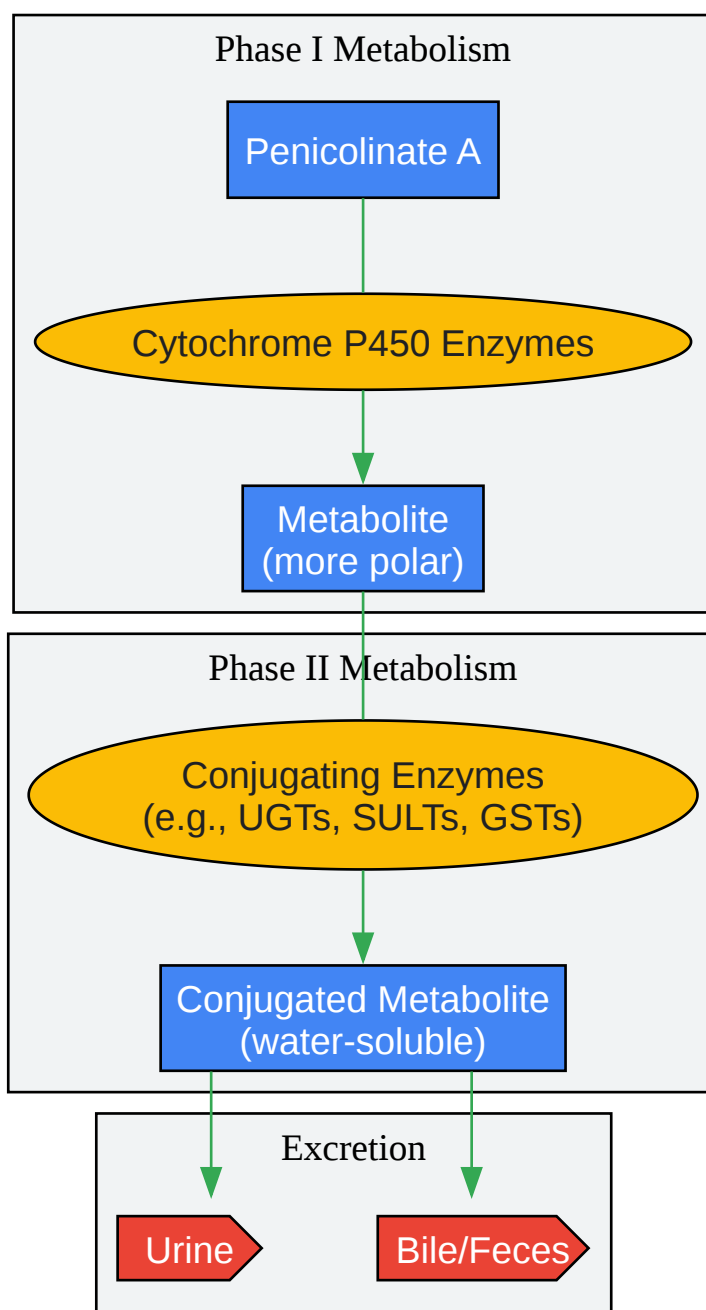 Phase I Metabolism
Penicolinate A
Cytochrome P450 Enzymes
Metabolite
(more polar)
Phase II Metabolism
Conjugating Enzymes
(e.g., UGTs, SULTs, GSTs)
Conjugated Metabolite
(water-soluble)
Excretion
Urine
Bile/Feces